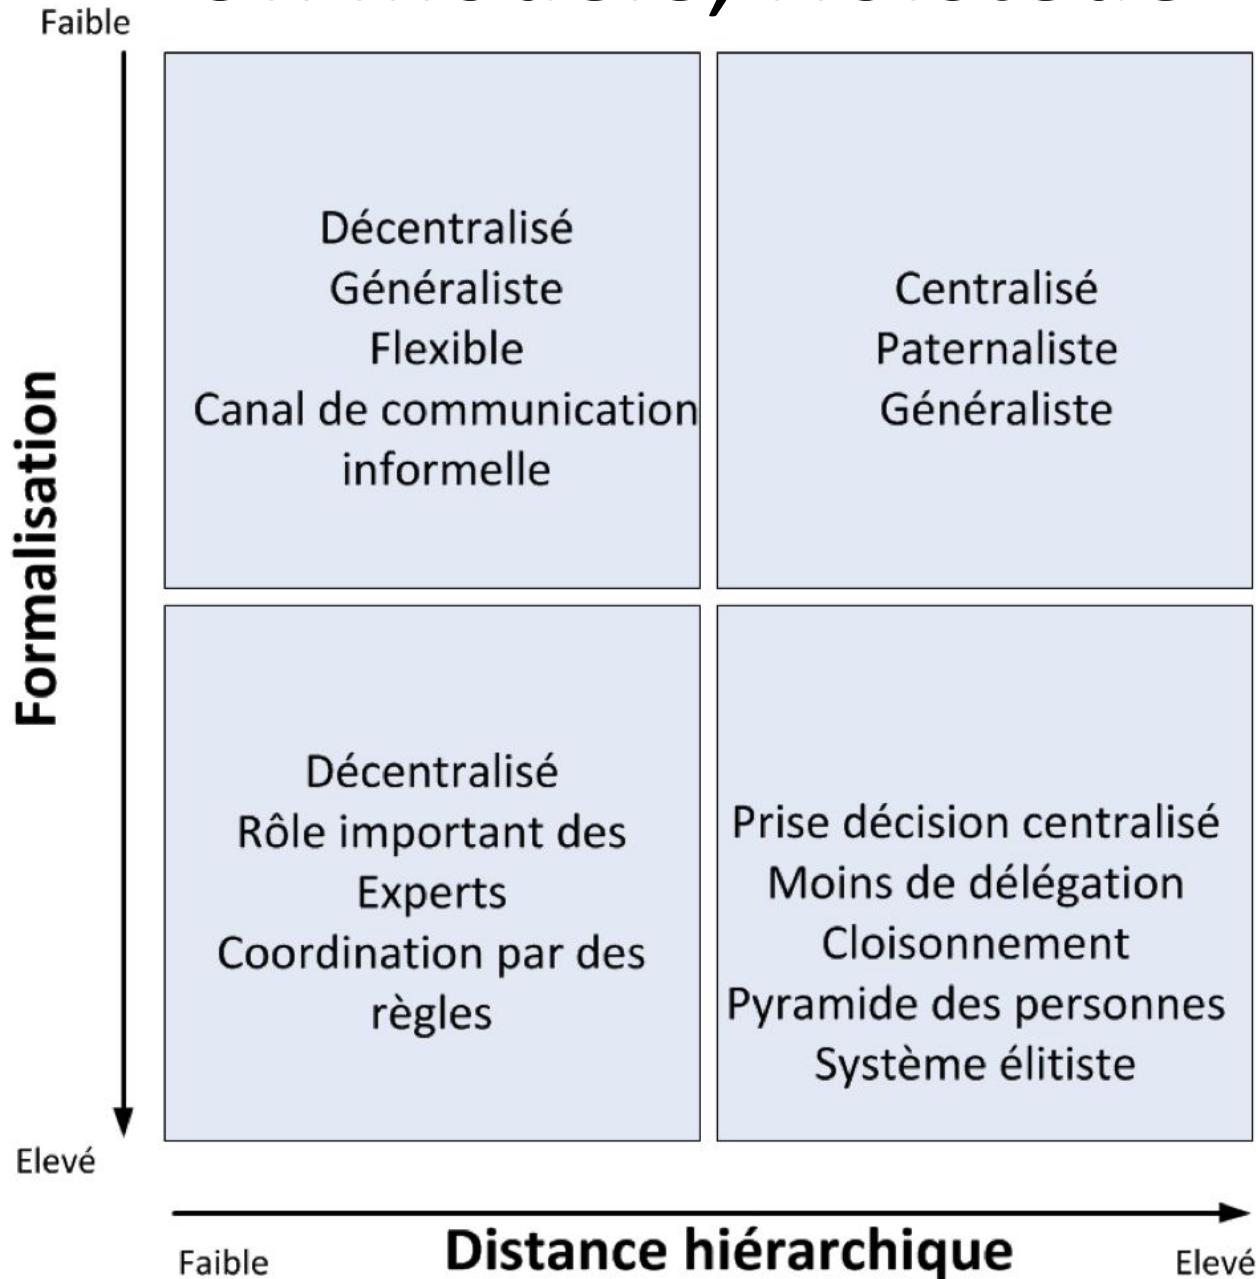 Faible
Formalisation
Décentralisé
Généraliste
Flexible
Canal de communication
informelle
Centralisé
Paternaliste
Généraliste
Décentralisé
Rôle important des
Experts
Coordination par des
règles
Prise décision centralisé
Moins de délégation
Cloisonnement
Pyramide des personnes
Système élitiste
Elevé
Faible
Distance hiérarchique
Elevé